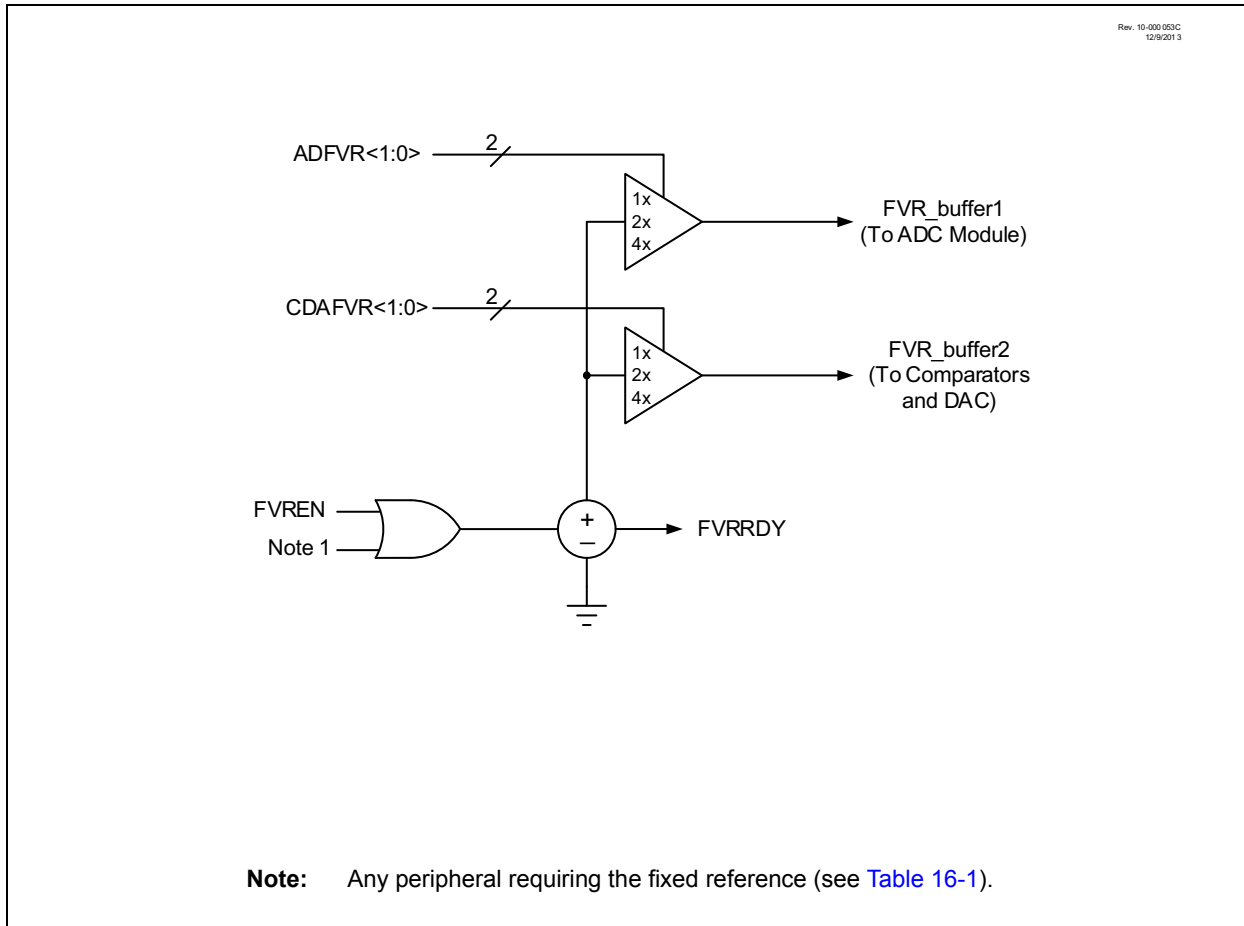 Rev. 10-000 053C
12/9/201 3
ADFVR<1:0>
2
1x
2x
4x
FVR_buffer1
(To ADC Module)
CDAFVR<1:0>
2
1x
2x
4x
FVR_buffer2
(To Comparators
and DAC)
FVREN
Note 1
+
–
FVRRDY
Note: Any peripheral requiring the fixed reference (see Table 16-1).